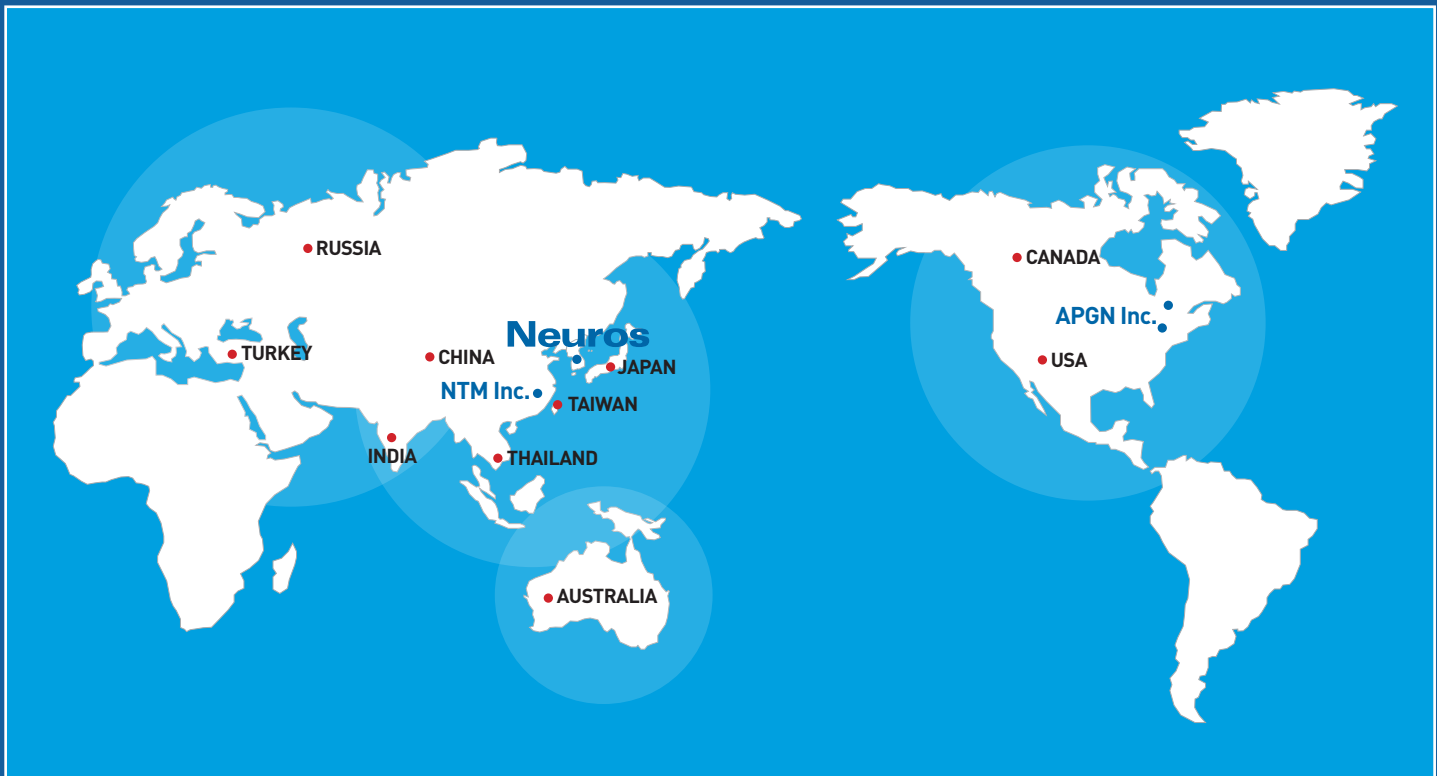 RUSSIA
CANADA
APGN Inc.
Neuros
TURKEY
CHINA
JAPAN
USA
NTM Inc.
TAIWAN
INDIA
THAILAND
AUSTRALIA